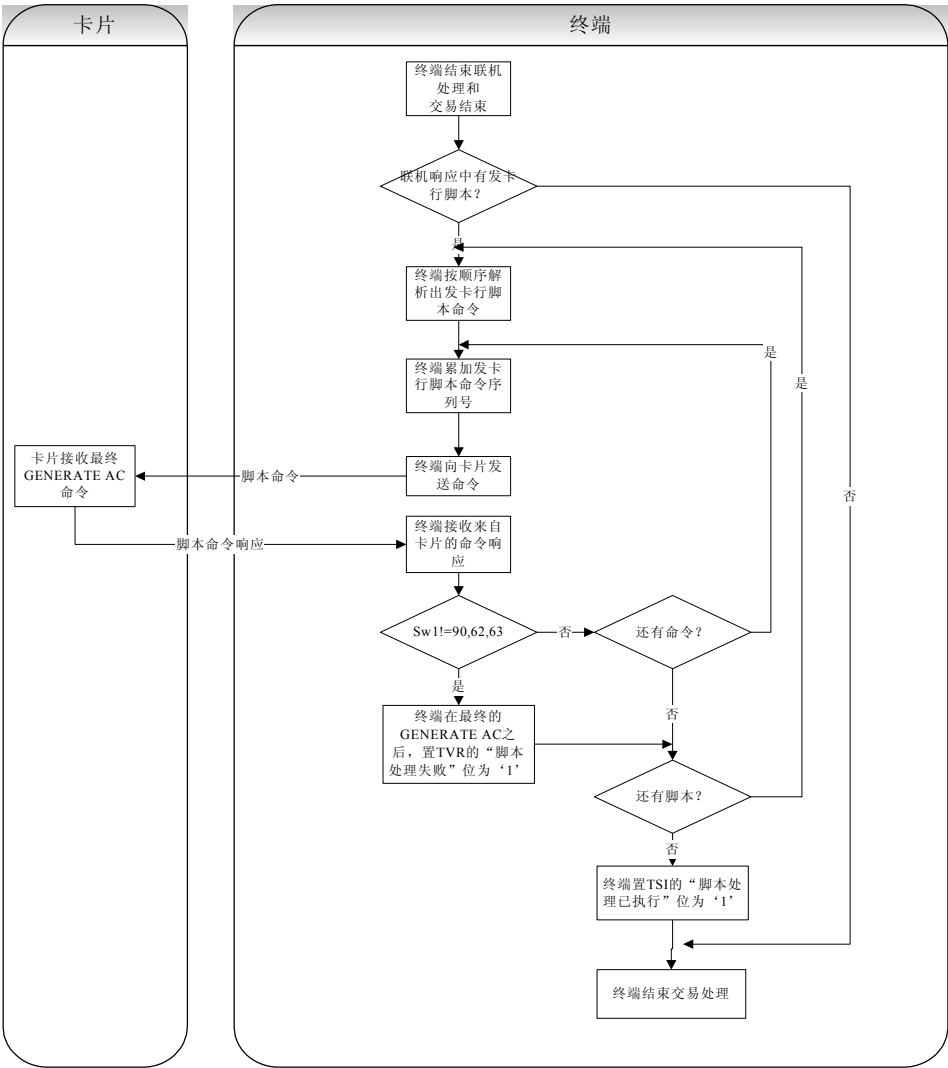 卡片
终端
终端结束联机
处理和
交易结束
联机响应中有发卡
行脚本？
是
终端按顺序解
析出发卡行脚
本命令
是
终端累加发卡
行脚本命令序
列号
是
卡片接收最终
GENERATE AC
命令
脚本命令
终端向卡片发
送命令
否
终端接收来自
卡片的命令响
应
脚本命令响应
Sw1!=90,62,63
否
还有命令？
是
否
终端在最终的
GENERATE AC之
后，置TVR的“脚本
处理失败”位为‘1’
还有脚本？
否
终端置TSI的“脚本处
理已执行”位为‘1’
终端结束交易处理